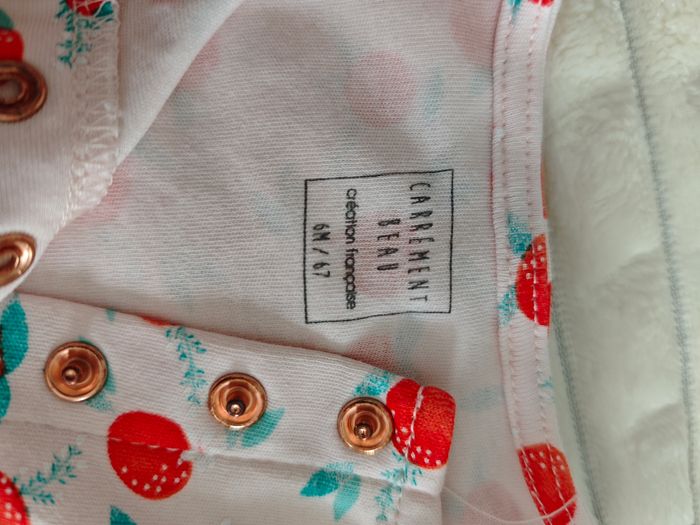 CARREMENT
BEAU
création française
6M / 67